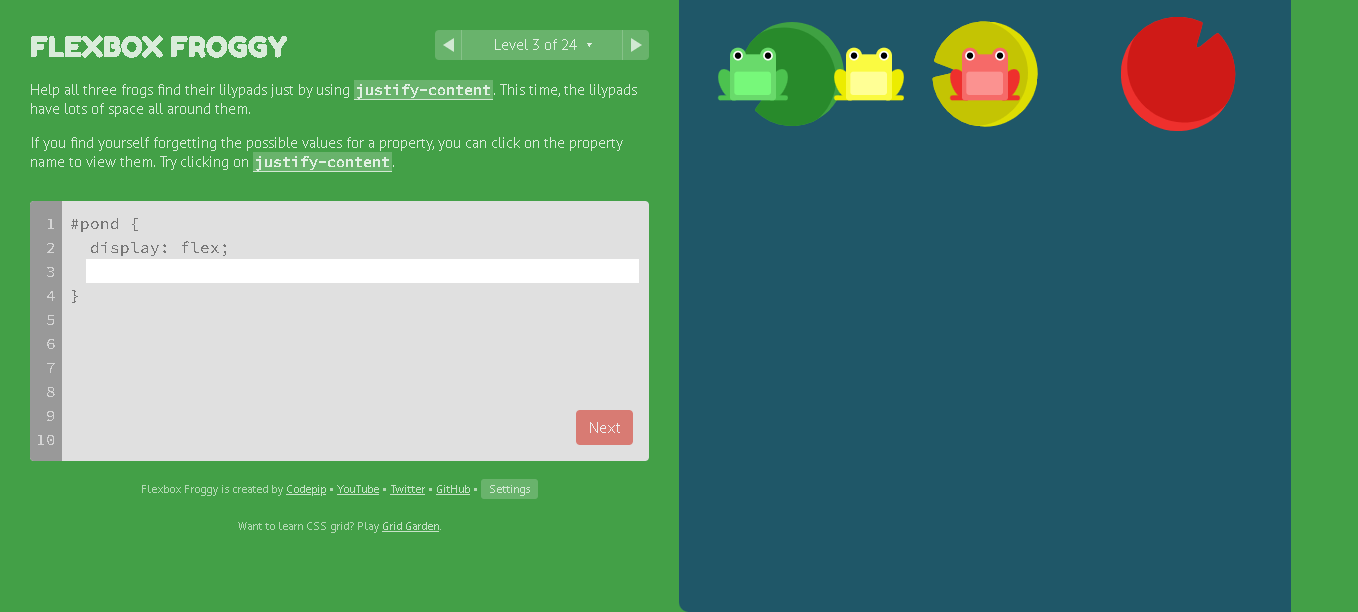 FLEXBOX FROGGY
Level 3 of 24
Help all three frogs find their lilypads just by using justify-content. This time, the lilypads
have lots of space all around them.
If you find yourself forgetting the possible values for a property, you can click on the property
name to view them. Try clicking on justify-content.
1 #pond {
2 display: flex;
3
4 }
5
6
7
8
9
10
Next
Flexbox Froggy is created by Codepip • YouTube • Twitter • GitHub • Settings
Want to learn CSS grid? Play Grid Garden.